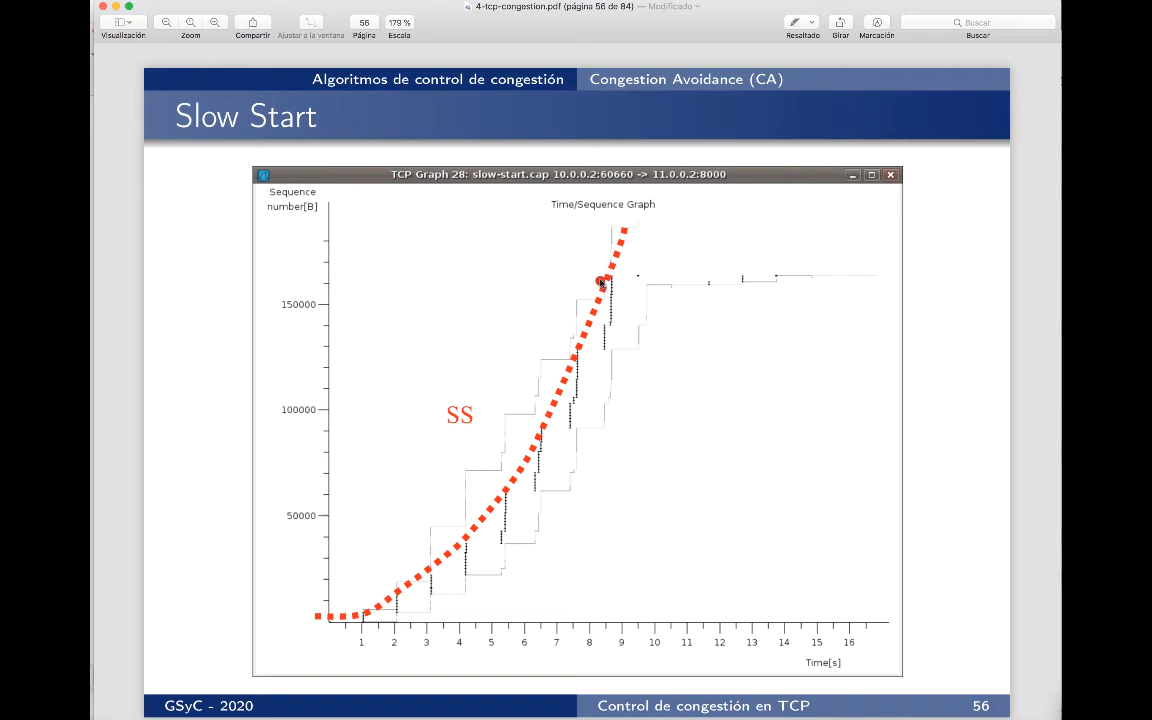 4-tcp-congestion.pdf (página 56 de 84) — Modificado
56
179 %
Buscar
Visualización
Zoom
Compartir
Ajustar a la ventana
Página
Escala
Resaltado
Girar
Marcación
Buscar
Algoritmos de control de congestión
Congestion Avoidance (CA)
Slow Start
TCP Graph 28: slow-start.cap 10.0.0.2:60660 -> 11.0.0.2:8000
Sequence
number[B]
Time/Sequence Graph
150000
100000
SS
50000
1 2 3 4 5 6 7 8 9 10 11 12 13 14 15 16
Time[s]
GSyC - 2020
Control de congestión en TCP
56